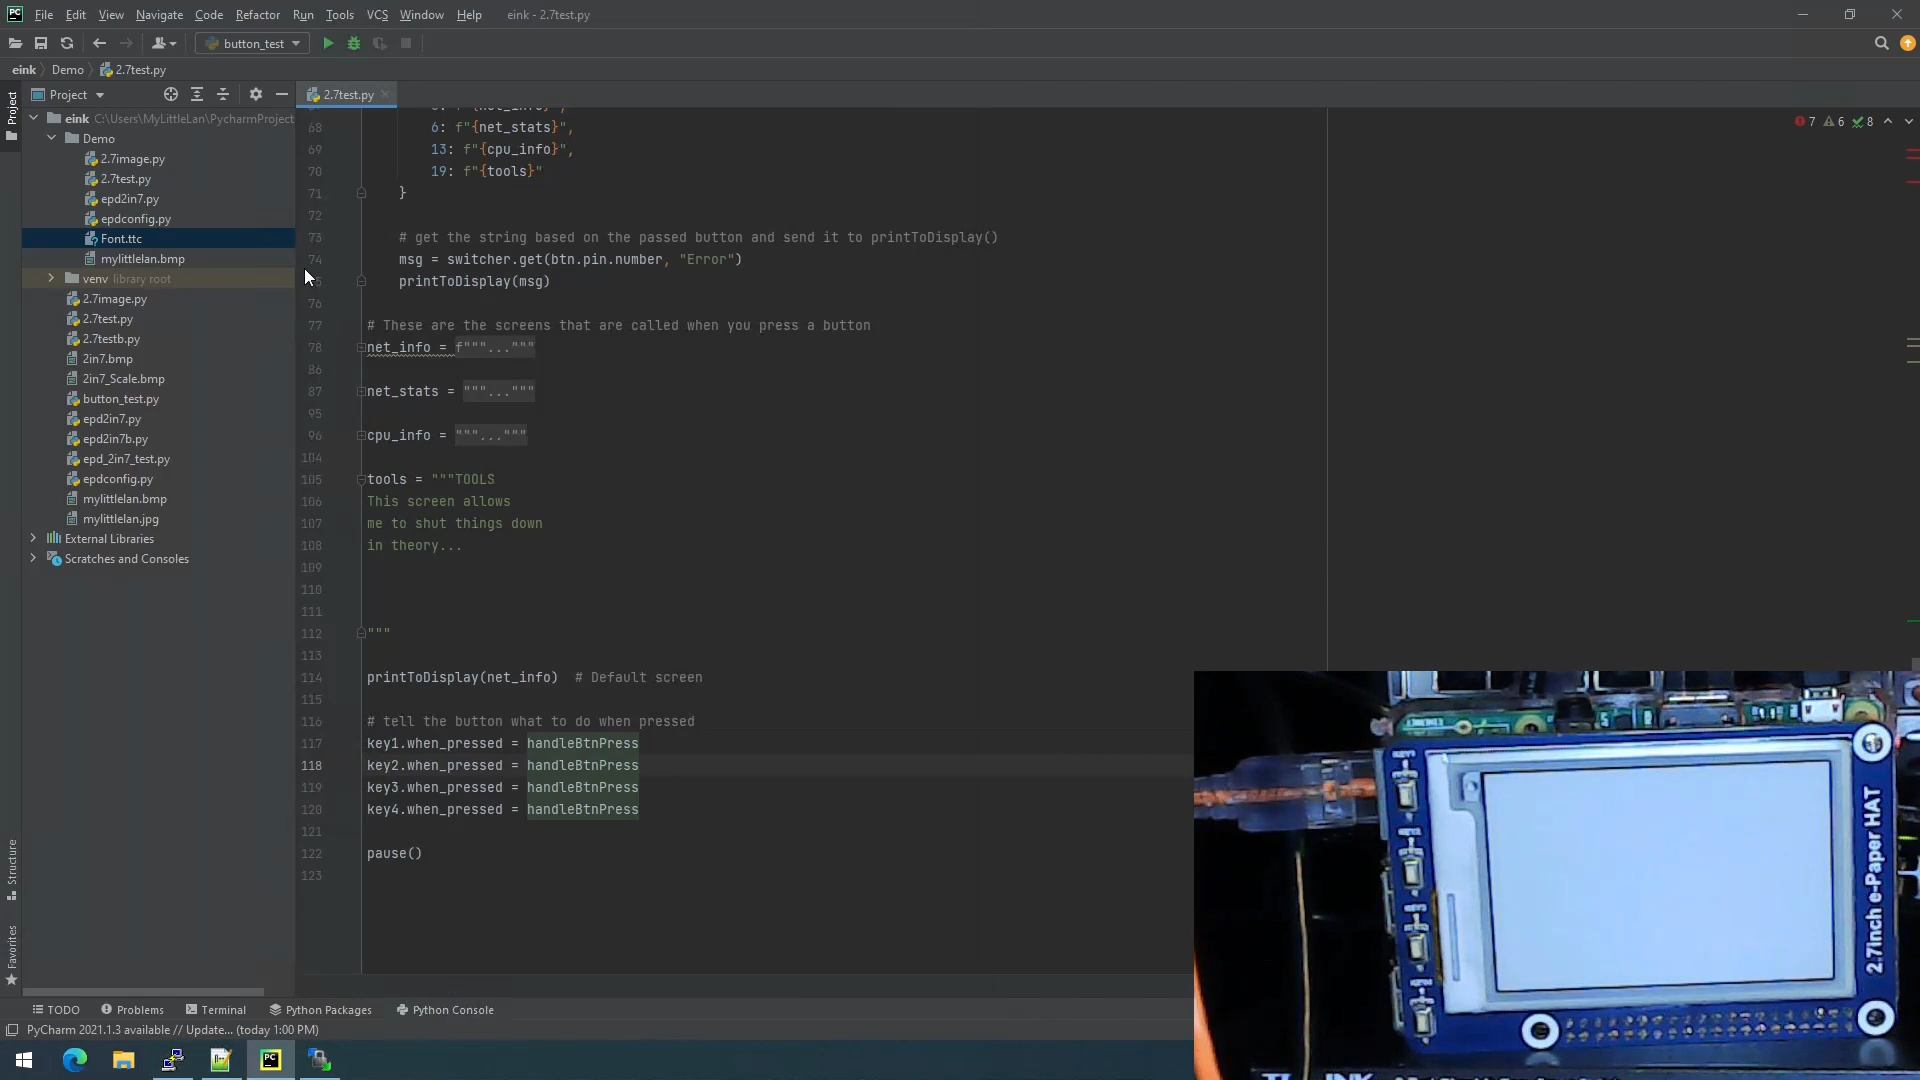 PC File Edit View Navigate Code Refactor Run Tools VCS Window Help eink - 2.7test.py
button_test
eink Demo 2.7test.py
Project
Project
2.7test.py
eink C:\Users\MyLittleLan\PycharmProject
Demo
2.7image.py
2.7test.py
epd2in7.py
epdconfig.py
Font.ttc
mylittlelan.bmp
venv library root
2.7image.py
2.7test.py
2.7testb.py
2in7.bmp
2in7_Scale.bmp
button_test.py
epd2in7.py
epd2in7b.py
epd_2in7_test.py
epdconfig.py
mylittlelan.bmp
mylittlelan.jpg
External Libraries
Scratches and Consoles
7 6 8
68 6: f"{net_stats}",
69 13: f"{cpu_info}",
70 19: f"{tools}"
71 }
72
73 # get the string based on the passed button and send it to printToDisplay()
74 msg = switcher.get(btn.pin.number, "Error")
printToDisplay(msg)
76
77 # These are the screens that are called when you press a button
78 net_info = f"""..."""
86
87 net_stats = """..."""
95
96 cpu_info = """..."""
104
105 tools = """TOOLS
106 This screen allows
107 me to shut things down
108 in theory...
109
110
111
112 """
113
114 printToDisplay(net_info) # Default screen
115
116 # tell the button what to do when pressed
117 key1.when_pressed = handleBtnPress
118 key2.when_pressed = handleBtnPress
119 key3.when_pressed = handleBtnPress
120 key4.when_pressed = handleBtnPress
121
122 pause()
123
Structure
Favorites
2.7inch e-Paper HAT
TODO Problems Terminal Python Packages Python Console
PyCharm 2021.1.3 available // Update... (today 1:00 PM)
PC